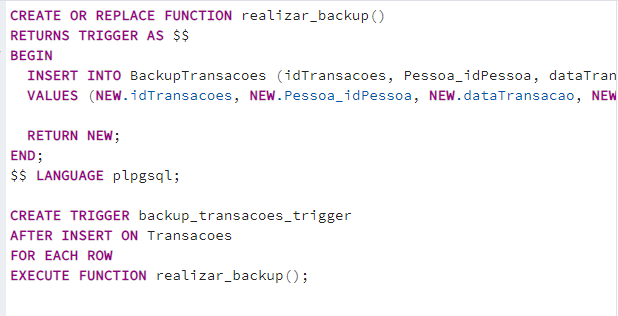 CREATE OR REPLACE FUNCTION realizar_backup()
RETURNS TRIGGER AS $$
BEGIN
INSERT INTO BackupTransacoes (idTransacoes, Pessoa_idPessoa, dataTran
VALUES (NEW.idTransacoes, NEW.Pessoa_idPessoa, NEW.dataTransacao, NEW
RETURN NEW;
END;
$$ LANGUAGE plpgsql;
CREATE TRIGGER backup_transacoes_trigger
AFTER INSERT ON Transacoes
FOR EACH ROW
EXECUTE FUNCTION realizar_backup();